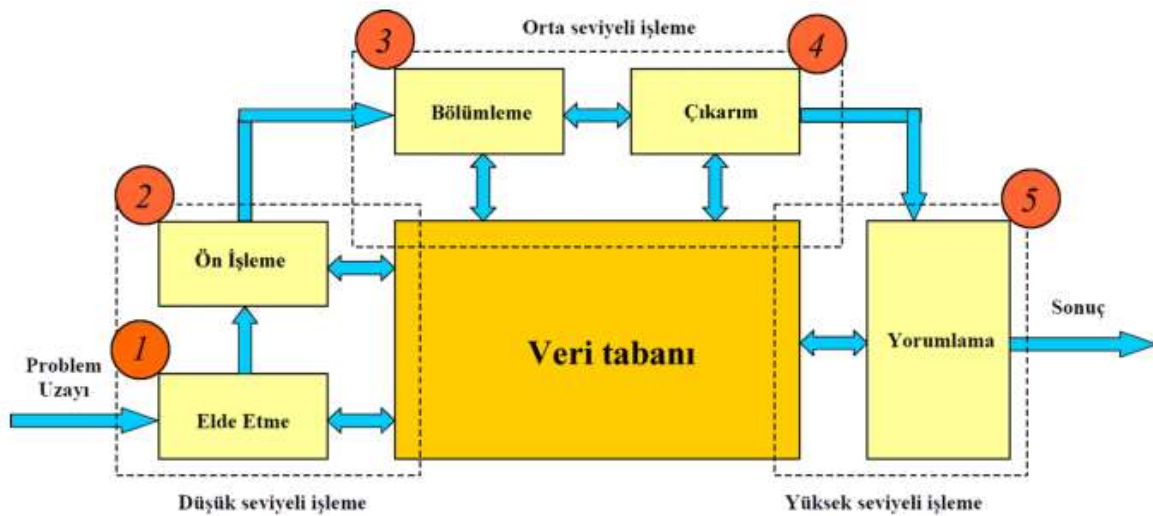 Orta seviyeli işleme
3
4
Bölümleme
Çıkarım
2
5
Ön İşleme
Veri tabanı
Yorumlama
Sonuç
1
Problem
Uzayı
Elde Etme
Düşük seviyeli işleme
Yüksek seviyeli işleme